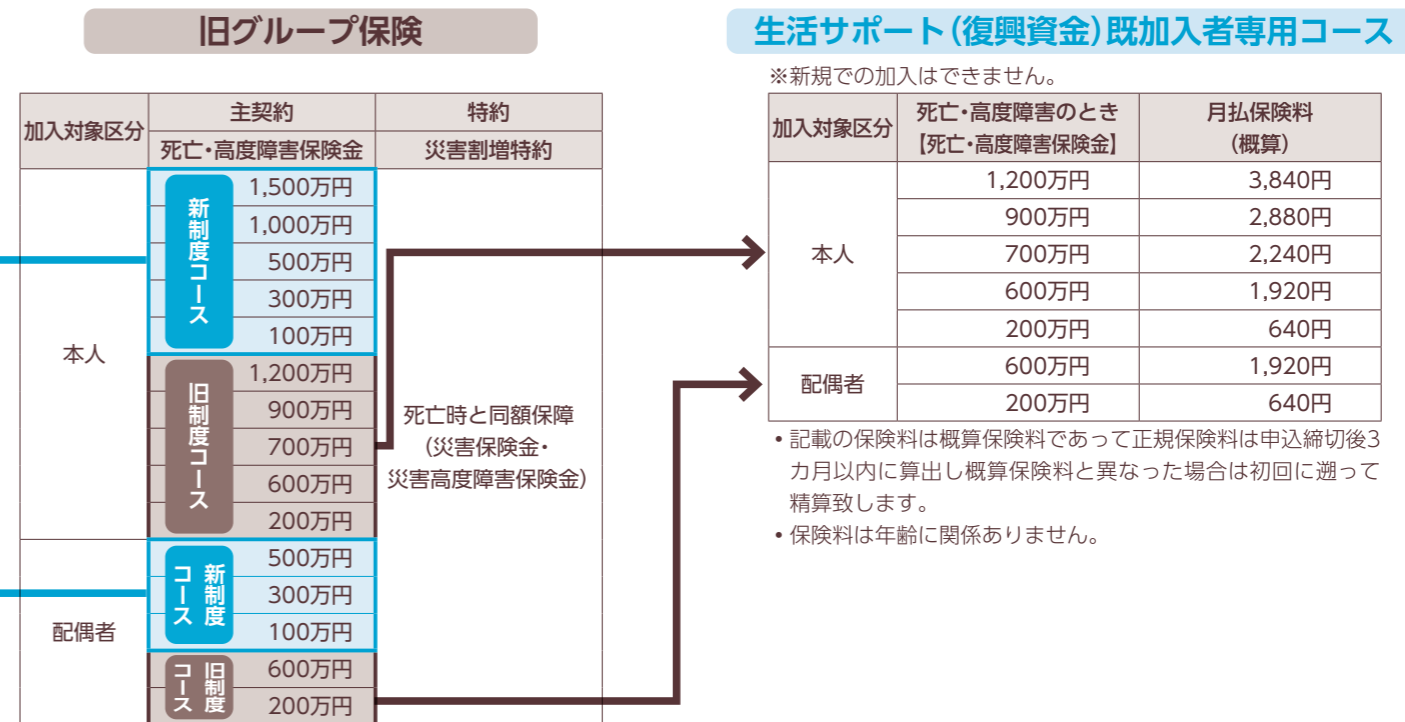 旧グループ保険
加入対象区分 主契約 特約
死亡・高度障害保険金 災害割増特約
本人
新制度コース
1,500万円
1,000万円
500万円
300万円
100万円
旧制度コース
1,200万円
900万円
700万円
600万円
200万円
配偶者
新制度
コース
500万円
300万円
100万円
旧制度
コース
600万円
200万円
死亡時と同額保障
(災害保険金・
災害高度障害保険金)
生活サポート(復興資金)既加入者専用コース
※新規での加入はできません。
加入対象区分 死亡・高度障害のとき 月払保険料
【死亡・高度障害保険金】 (概算)
本人
1,200万円 3,840円
900万円 2,880円
700万円 2,240円
600万円 1,920円
200万円 640円
配偶者
600万円 1,920円
200万円 640円
•記載の保険料は概算保険料であって正規保険料は申込締切後3
カ月以内に算出し概算保険料と異なった場合は初回に遡って
精算致します。
•保険料は年齢に関係ありません。